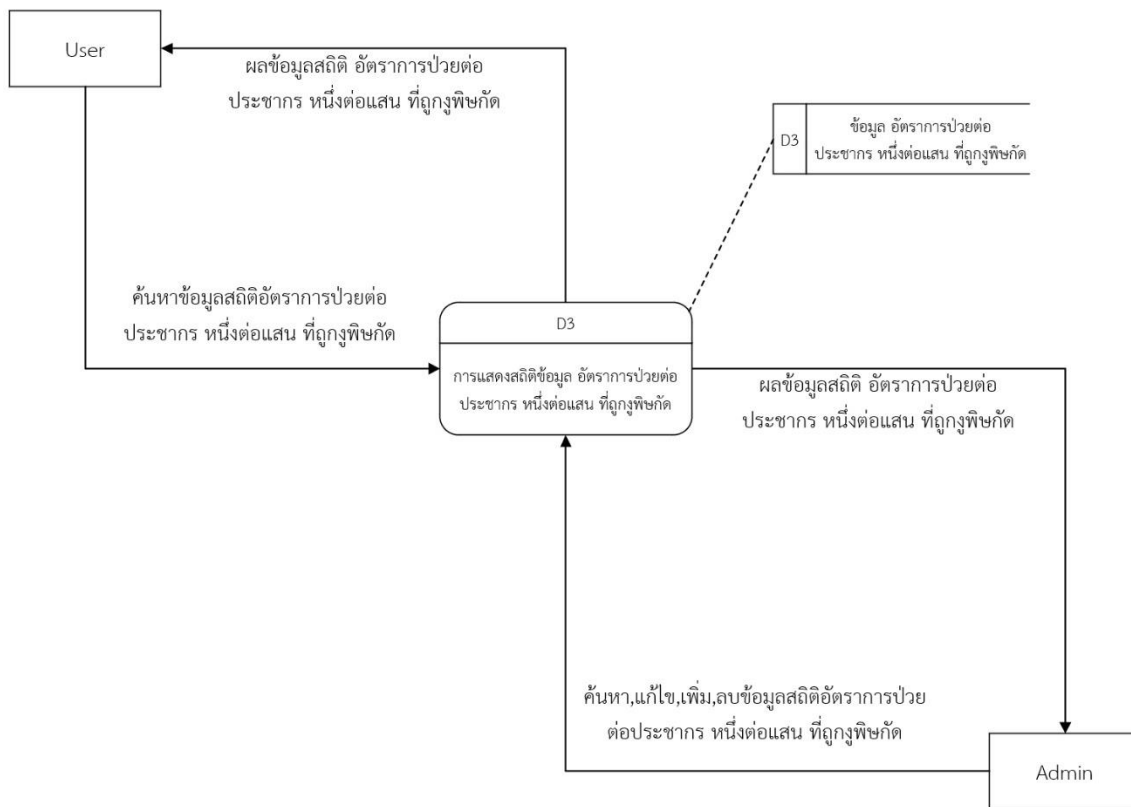 User
ผลข้อมูลสถิติ อัตราการป่วยต่อ
ประชากร หนึ่งต่อแสน ที่ถูกงูพิษกัด
D3
ข้อมูล อัตราการป่วยต่อ
ประชากร หนึ่งต่อแสน ที่ถูกงูพิษกัด
ค้นหาข้อมูลสถิติอัตราการป่วยต่อ
ประชากร หนึ่งต่อแสน ที่ถูกงูพิษกัด
D3
การแสดงสถิติข้อมูล อัตราการป่วยต่อ
ประชากร หนึ่งต่อแสน ที่ถูกงูพิษกัด
ผลข้อมูลสถิติ อัตราการป่วยต่อ
ประชากร หนึ่งต่อแสน ที่ถูกงูพิษกัด
ค้นหา,แก้ไข,เพิ่ม,ลบข้อมูลสถิติอัตราการป่วย
ต่อประชากร หนึ่งต่อแสน ที่ถูกงูพิษกัด
Admin